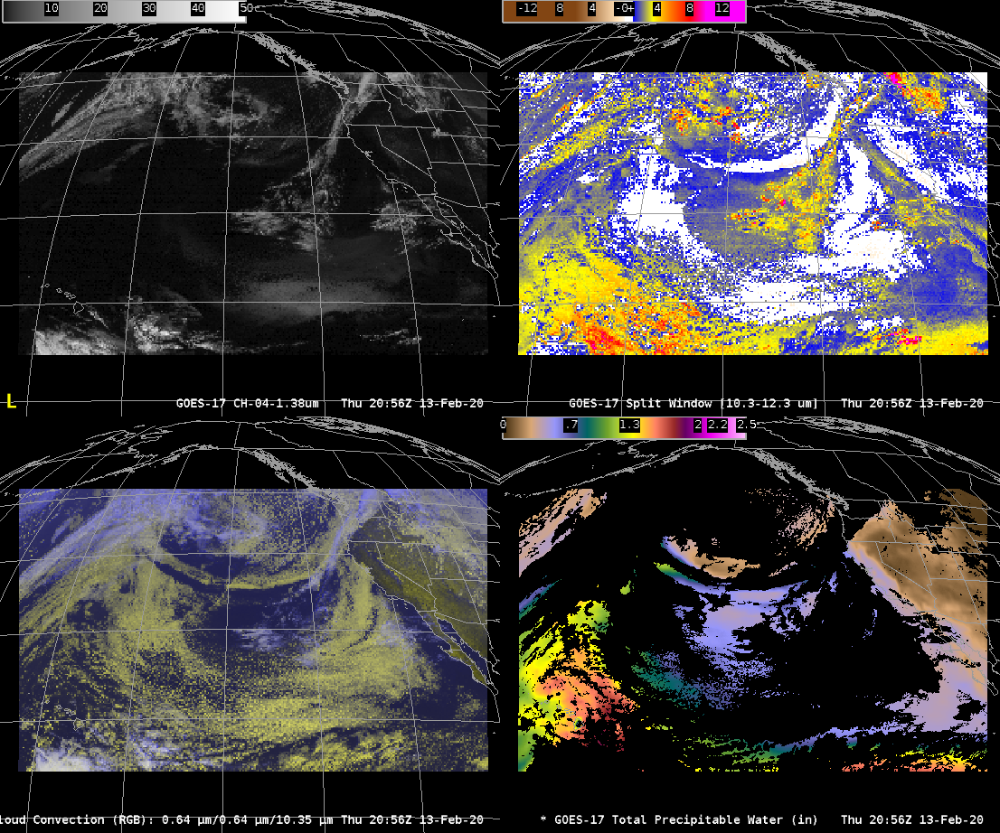 10 20 30 40 50
-12 8 4 -0+ 4 8 12
L
GOES-17 CH-04-1.38um Thu 20:56Z 13-Feb-20
GOES-17 Split Window [10.3-12.3 um] Thu 20:56Z 13-Feb-20
0 .7 1.3 2 2.2 2.5
loud Convection (RGB): 0.64 µm/0.64 µm/10.35 µm Thu 20:56Z 13-Feb-20
* GOES-17 Total Precipitable Water (in) Thu 20:56Z 13-Feb-20